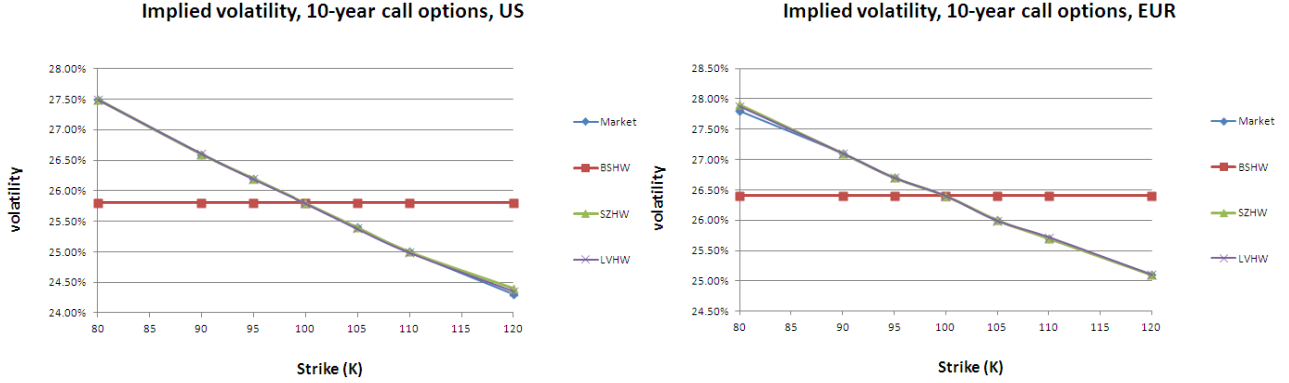 Implied volatility, 10-year call options, US
28.00%
27.50%
27.00%
26.50%
26.00%
25.50%
25.00%
24.50%
24.00%
volatility
80 85 90 95 100 105 110 115 120
Strike (K)
Market
BSHW
SZHW
LVHW
Implied volatility, 10-year call options, EUR
28.50%
28.00%
27.50%
27.00%
26.50%
26.00%
25.50%
25.00%
24.50%
volatility
80 85 90 95 100 105 110 115 120
Strike (K)
Market
BSHW
SZHW
LVHW